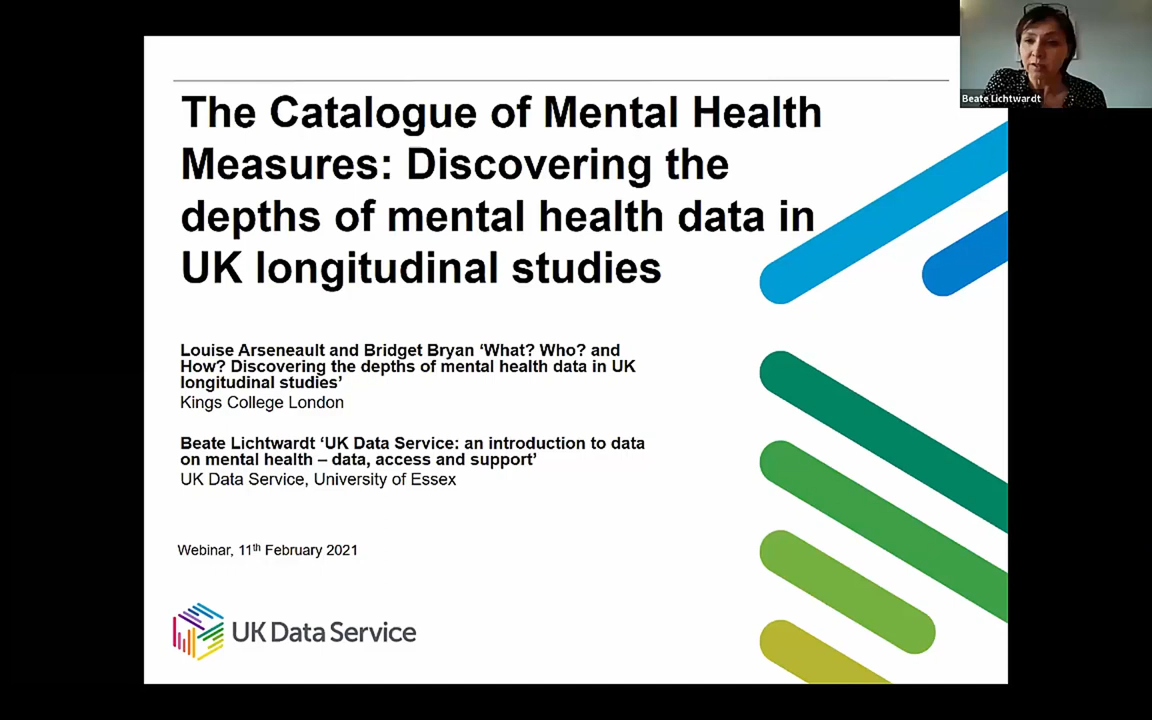 The Catalogue of Mental Health
Measures: Discovering the
depths of mental health data in
UK longitudinal studies
Louise Arseneault and Bridget Bryan ‘What? Who? and
How? Discovering the depths of mental health data in UK
longitudinal studies’
Kings College London
Beate Lichtwardt ‘UK Data Service: an introduction to data
on mental health – data, access and support’
UK Data Service, University of Essex
Webinar, 11th February 2021
UK Data Service
Beate Lichtwardt